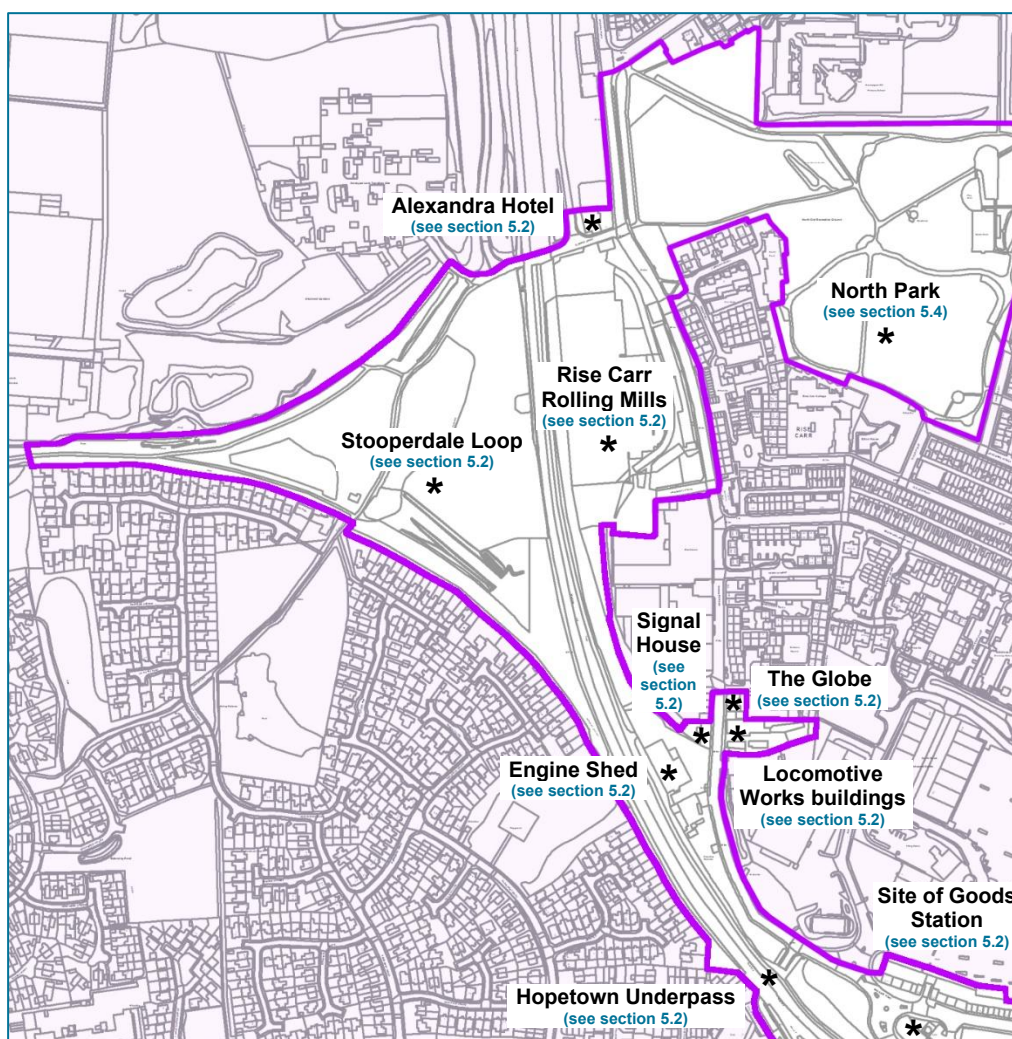 Alexandra Hotel
(see section 5.2)
North Park
(see section 5.4)
Rise Carr
Rolling Mills
(see section 5.2)
Stooperdale Loop
(see section 5.2)
RISE
CARR
Signal
House
(see
section
5.2)
The Globe
(see section 5.2)
Engine Shed
(see section 5.2)
Locomotive
Works buildings
(see section 5.2)
Site of Goods
Station
(see section 5.2)
Hopetown Underpass
(see section 5.2)